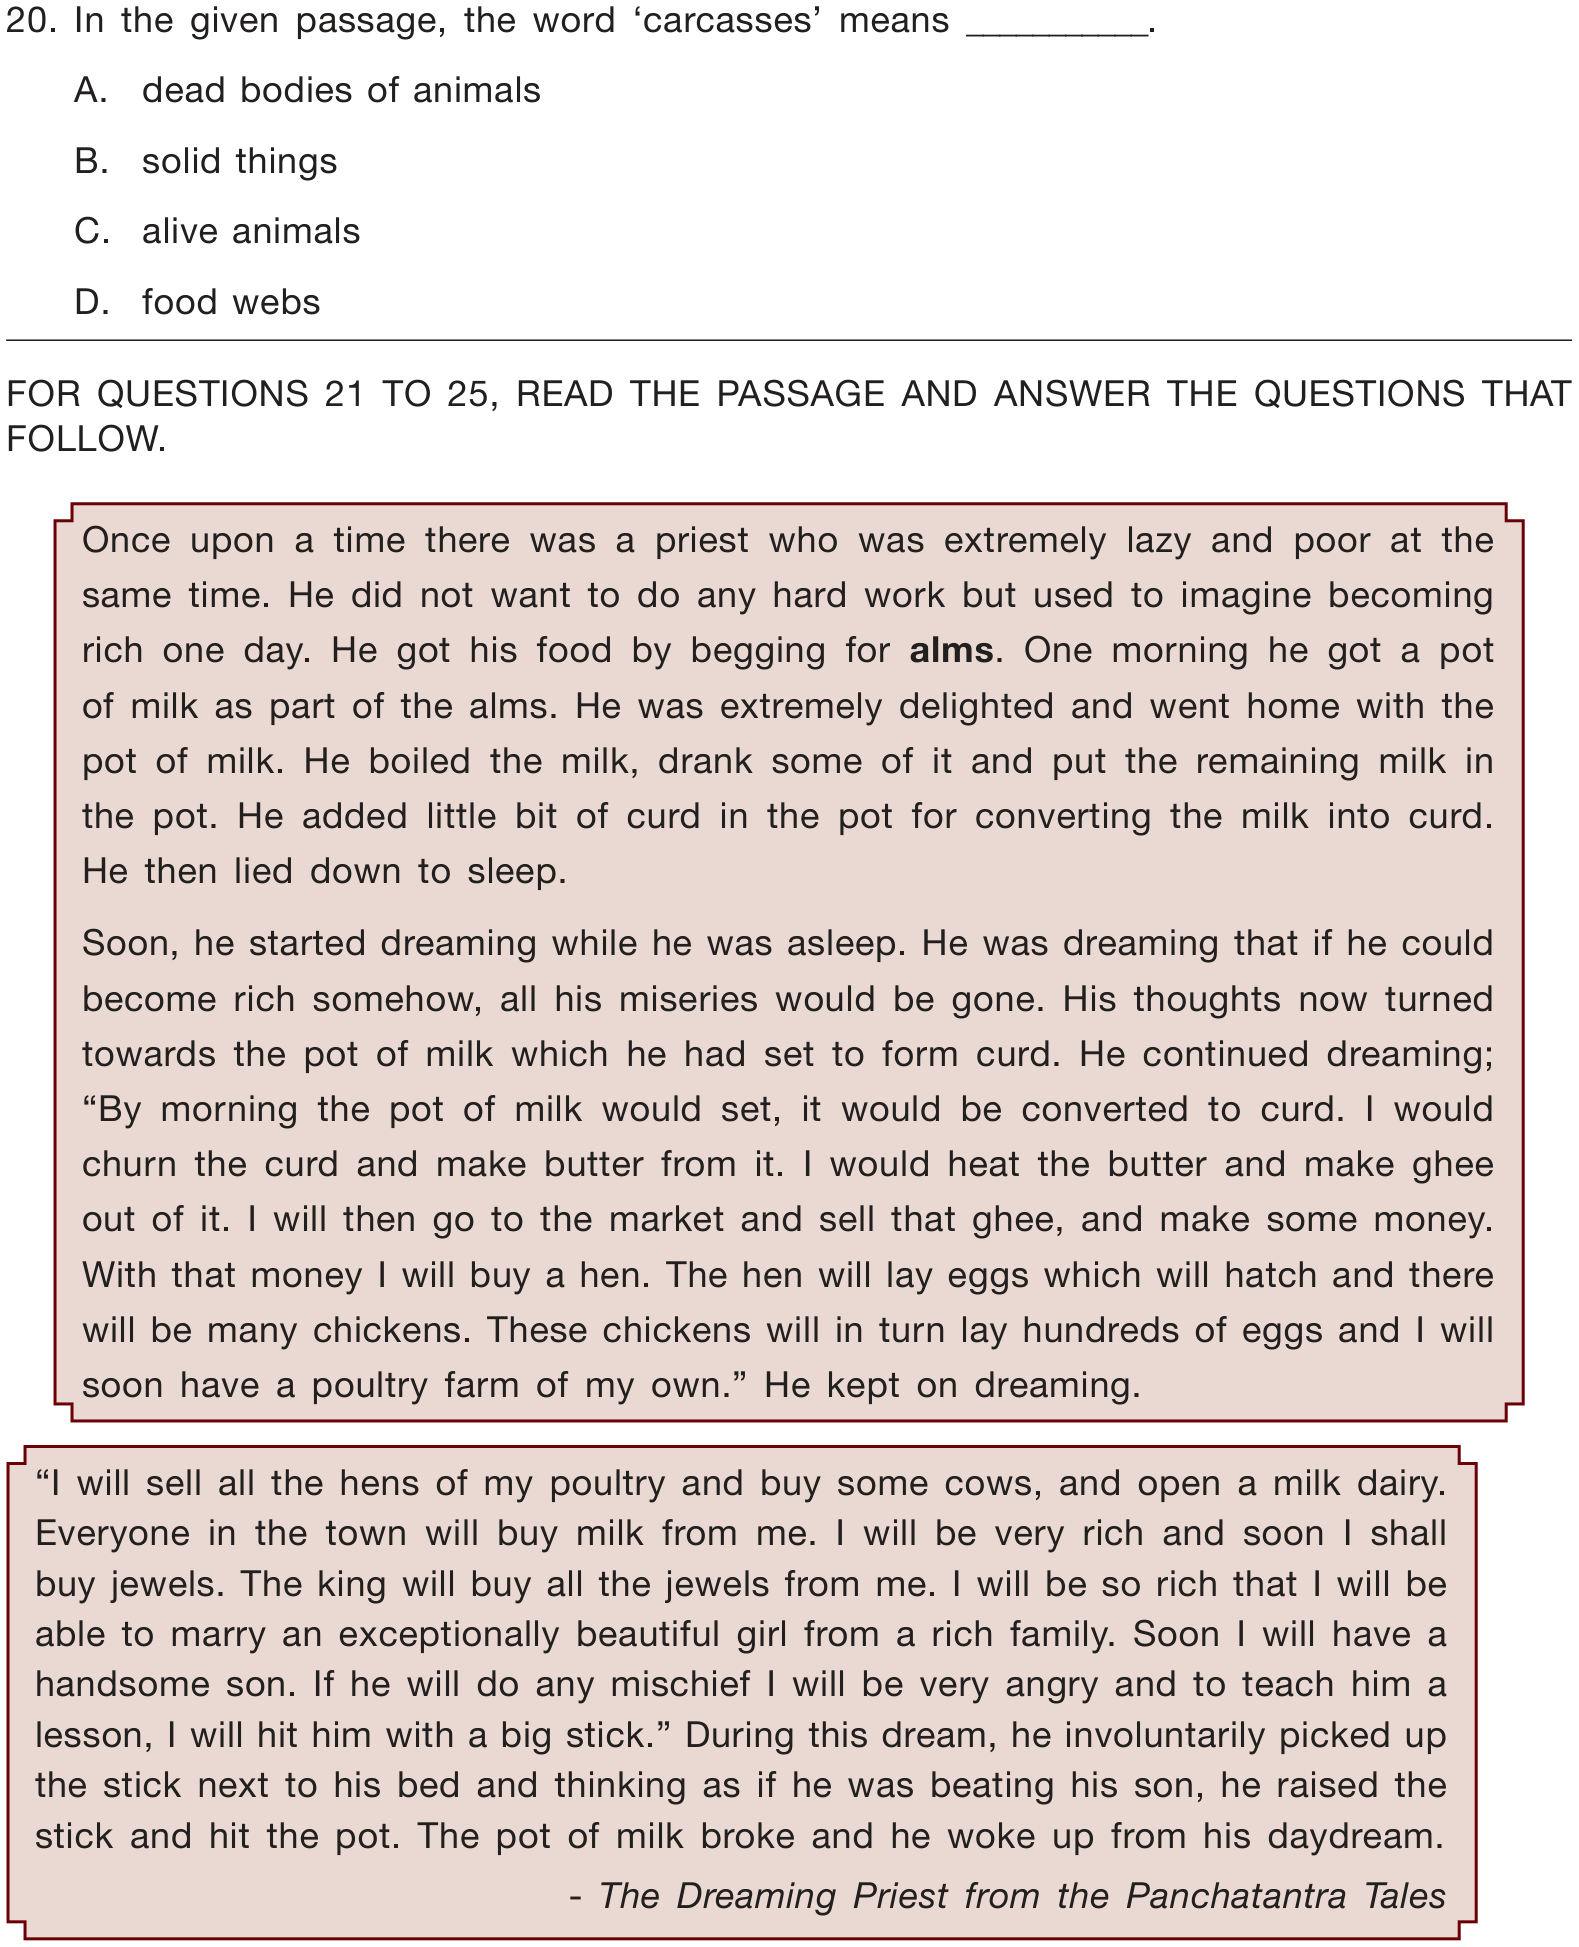 20. In the given passage, the word ‘carcasses’ means __________.
A. dead bodies of animals
B. solid things
C. alive animals
D. food webs
FOR QUESTIONS 21 TO 25, READ THE PASSAGE AND ANSWER THE QUESTIONS THAT
FOLLOW.
Once upon a time there was a priest who was extremely lazy and poor at the
same time. He did not want to do any hard work but used to imagine becoming
rich one day. He got his food by begging for alms. One morning he got a pot
of milk as part of the alms. He was extremely delighted and went home with the
pot of milk. He boiled the milk, drank some of it and put the remaining milk in
the pot. He added little bit of curd in the pot for converting the milk into curd.
He then lied down to sleep.
Soon, he started dreaming while he was asleep. He was dreaming that if he could
become rich somehow, all his miseries would be gone. His thoughts now turned
towards the pot of milk which he had set to form curd. He continued dreaming;
“By morning the pot of milk would set, it would be converted to curd. I would
churn the curd and make butter from it. I would heat the butter and make ghee
out of it. I will then go to the market and sell that ghee, and make some money.
With that money I will buy a hen. The hen will lay eggs which will hatch and there
will be many chickens. These chickens will in turn lay hundreds of eggs and I will
soon have a poultry farm of my own.” He kept on dreaming.
“I will sell all the hens of my poultry and buy some cows, and open a milk dairy.
Everyone in the town will buy milk from me. I will be very rich and soon I shall
buy jewels. The king will buy all the jewels from me. I will be so rich that I will be
able to marry an exceptionally beautiful girl from a rich family. Soon I will have a
handsome son. If he will do any mischief I will be very angry and to teach him a
lesson, I will hit him with a big stick.” During this dream, he involuntarily picked up
the stick next to his bed and thinking as if he was beating his son, he raised the
stick and hit the pot. The pot of milk broke and he woke up from his daydream.
- The Dreaming Priest from the Panchatantra Tales